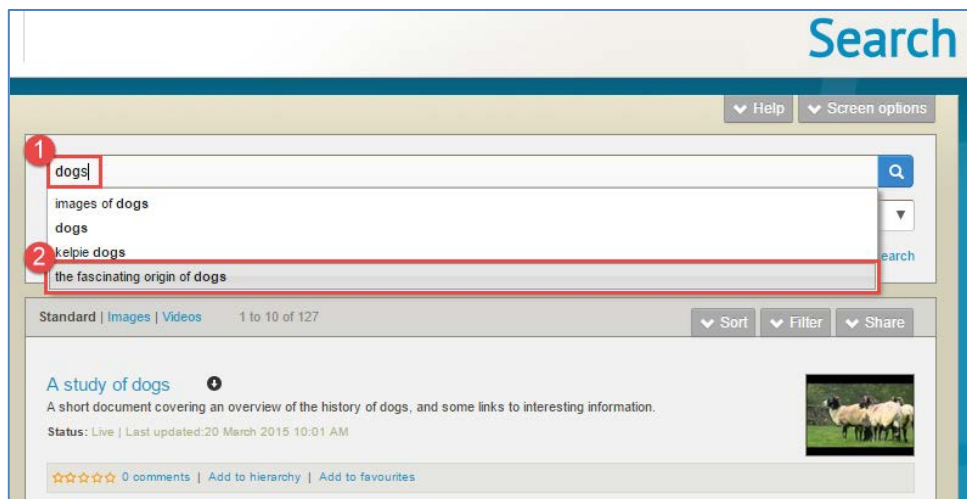 Search
Help Screen options
1
dogs
images of dogs
dogs
kelpie dogs
2
earch
the fascinating origin of dogs
Standard | Images | Videos 1 to 10 of 127 Sort Filter Share
A study of dogs
A short document covering an overview of the history of dogs, and some links to interesting information.
Status: Live | Last updated:20 March 2015 10:01 AM
0 comments | Add to hierarchy | Add to favourites